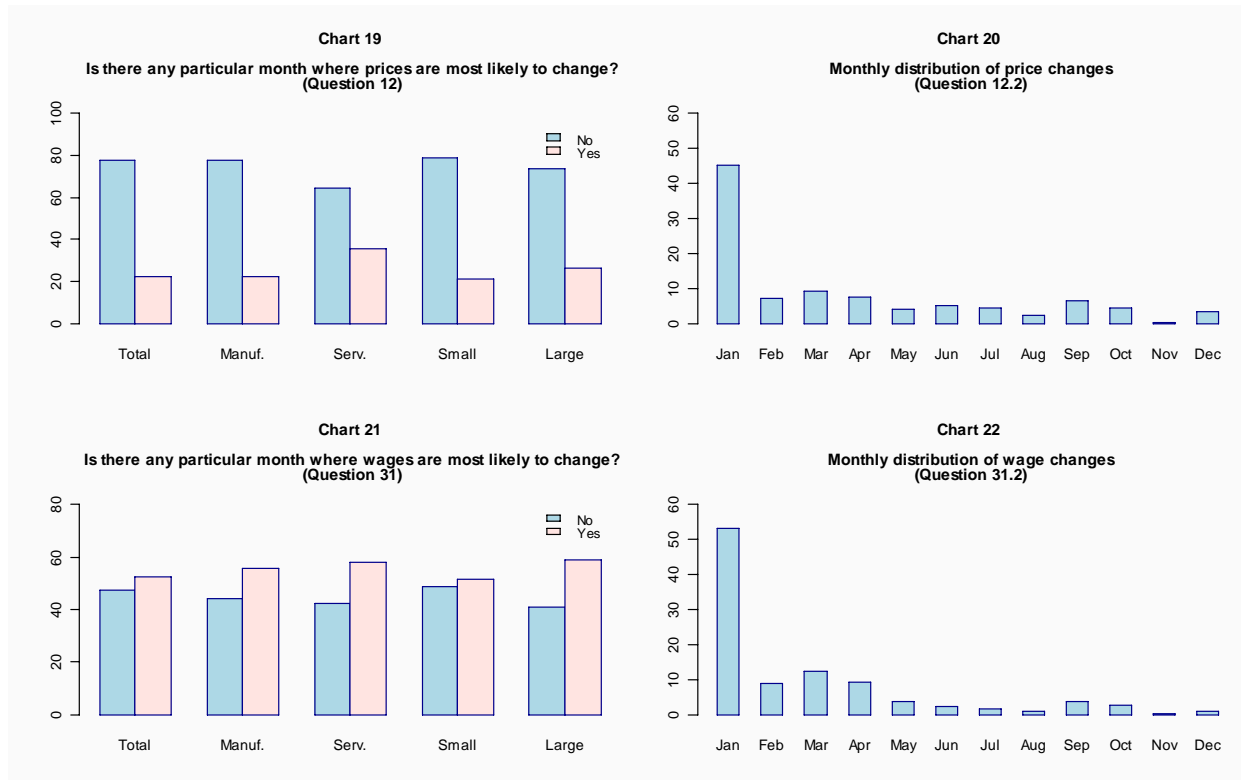 Chart 19
Is there any particular month where prices are most likely to change?
(Question 12)
100
80
60
40
20
0
No
Yes
Total Manuf. Serv. Small Large
Chart 20
Monthly distribution of price changes
(Question 12.2)
60
50
40
30
20
10
0
Jan Feb Mar Apr May Jun Jul Aug Sep Oct Nov Dec
Chart 21
Is there any particular month where wages are most likely to change?
(Question 31)
80
60
40
20
0
No
Yes
Total Manuf. Serv. Small Large
Chart 22
Monthly distribution of wage changes
(Question 31.2)
60
50
40
30
20
10
0
Jan Feb Mar Apr May Jun Jul Aug Sep Oct Nov Dec